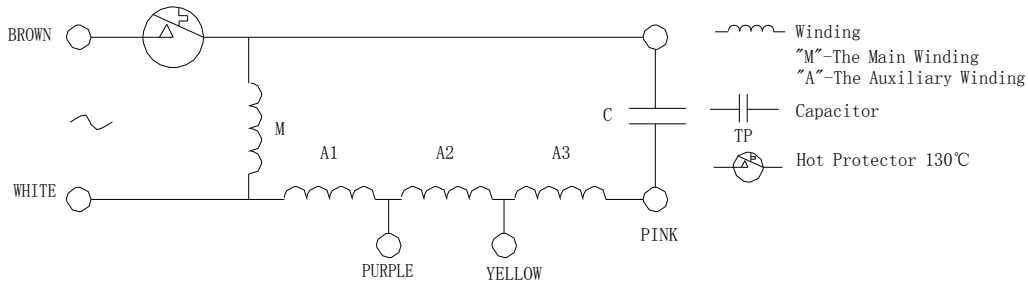 BROWN
WHITE
M
A1
A2
A3
C
PURPLE
YELLOW
PINK
Winding
"M"-The Main Winding
"A"-The Auxiliary Winding
Capacitor
TP
Hot Protector 130℃